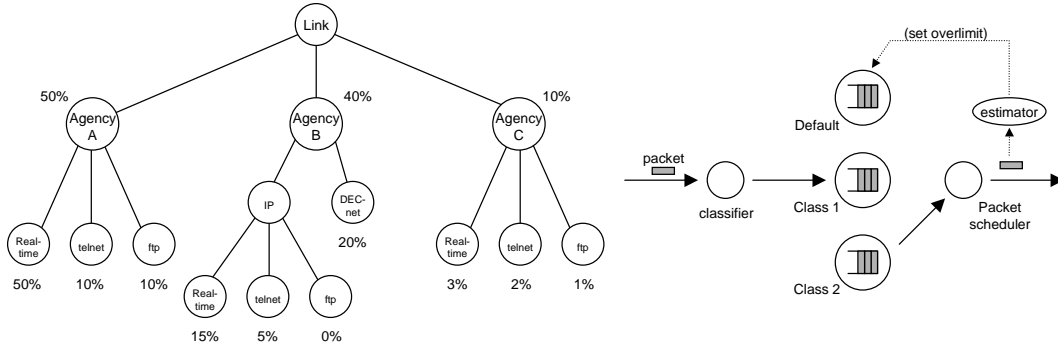 Link
50%
40%
10%
Agency
A
Agency
B
Agency
C
IP
DEC-
net
20%
Real-
time
telnet
ftp
50%
10%
10%
Real-
time
telnet
ftp
15%
5%
0%
Real-
time
telnet
ftp
3%
2%
1%
(set overlimit)
estimator
Default
packet
classifier
Class 1
Packet
scheduler
Class 2